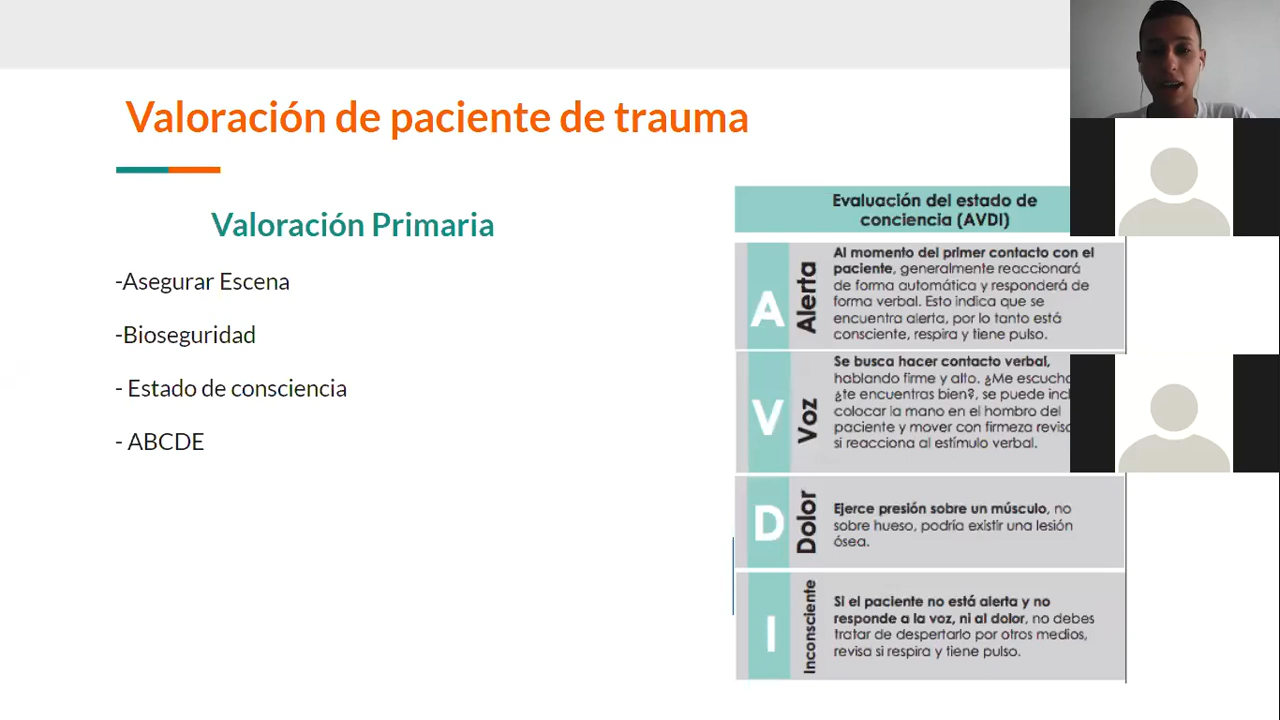 Valoración de paciente de trauma
Valoración Primaria
-Asegurar Escena
-Bioseguridad
- Estado de consciencia
- ABCDE
Evaluación del estado de
conciencia (AVDI)
A
Alerta
Al momento del primer contacto con el
paciente, generalmente reaccionará
de forma automática y responderá de
forma verbal. Esto indica que se
encuentra alerta, por lo tanto está
consciente, respira y tiene pulso.
V
Voz
Se busca hacer contacto verbal,
hablando firme y alto. ¿Me
¿te encuentras bien?, se puede
colocar la mano en el hombro del
paciente y mover con firmeza
si reacciona al estímulo verbal.
D
Dolor
Ejerce presión sobre un músculo, no
sobre hueso, podría existir una lesión
ósea.
I
Inconsciente
Si el paciente no está alerta y no
responde a la voz, ni al dolor, no debes
tratar de despertarlo por otros medios,
revisa si respira y tiene pulso.